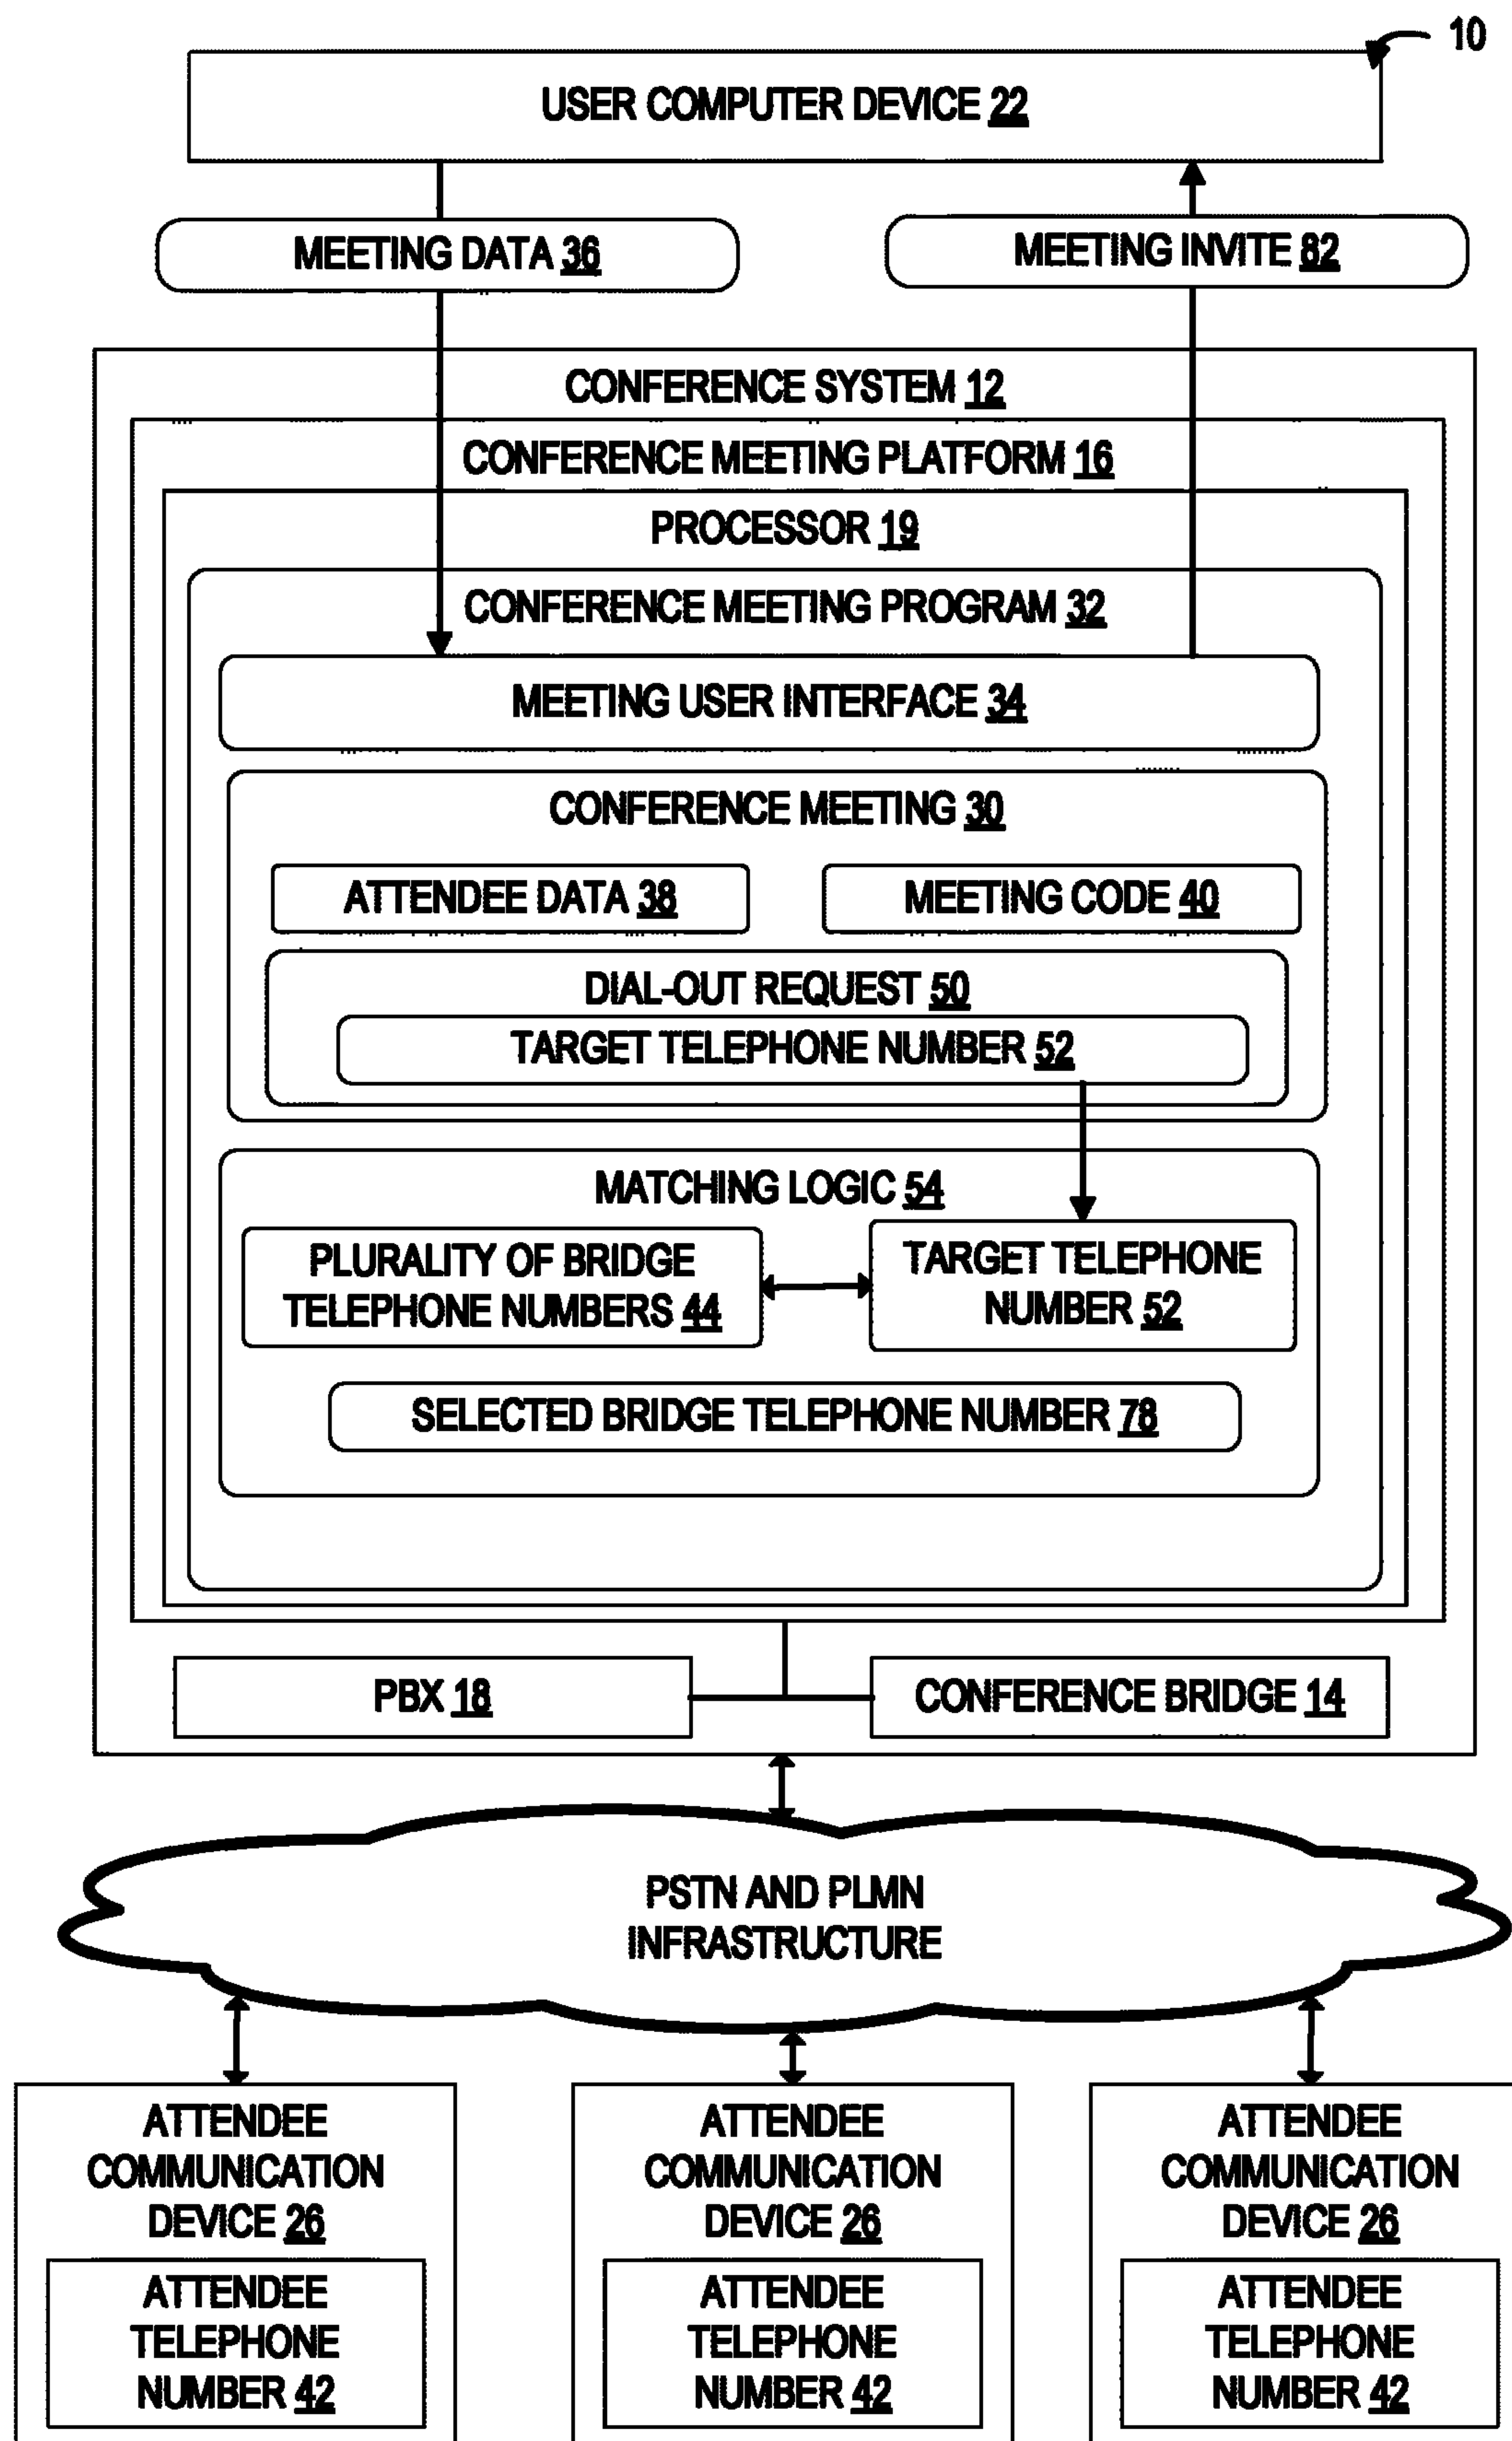 10
USER COMPUTER DEVICE 22
MEETING DATA 36
MEETING INVITE 82
CONFERENCE SYSTEM 12
CONFERENCE MEETING PLATFORM 16
PROCESSOR 19
CONFERENCE MEETING PROGRAM 32
MEETING USER INTERFACE 34
CONFERENCE MEETING 30
ATTENDEE DATA 38
MEETING CODE 40
DIAL-OUT REQUEST 50
TARGET TELEPHONE NUMBER 52
MATCHING LOGIC 54
PLURALITY OF BRIDGE
TELEPHONE NUMBERS 44
TARGET TELEPHONE
NUMBER 52
SELECTED BRIDGE TELEPHONE NUMBER 78
PBX 18
CONFERENCE BRIDGE 14
PSTN AND PLMN
INFRASTRUCTURE
ATTENDEE
COMMUNICATION
DEVICE 26
ATTENDEE
TELEPHONE
NUMBER 42
ATTENDEE
COMMUNICATION
DEVICE 26
ATTENDEE
TELEPHONE
NUMBER 42
ATTENDEE
COMMUNICATION
DEVICE 26
ATTENDEE
TELEPHONE
NUMBER 42